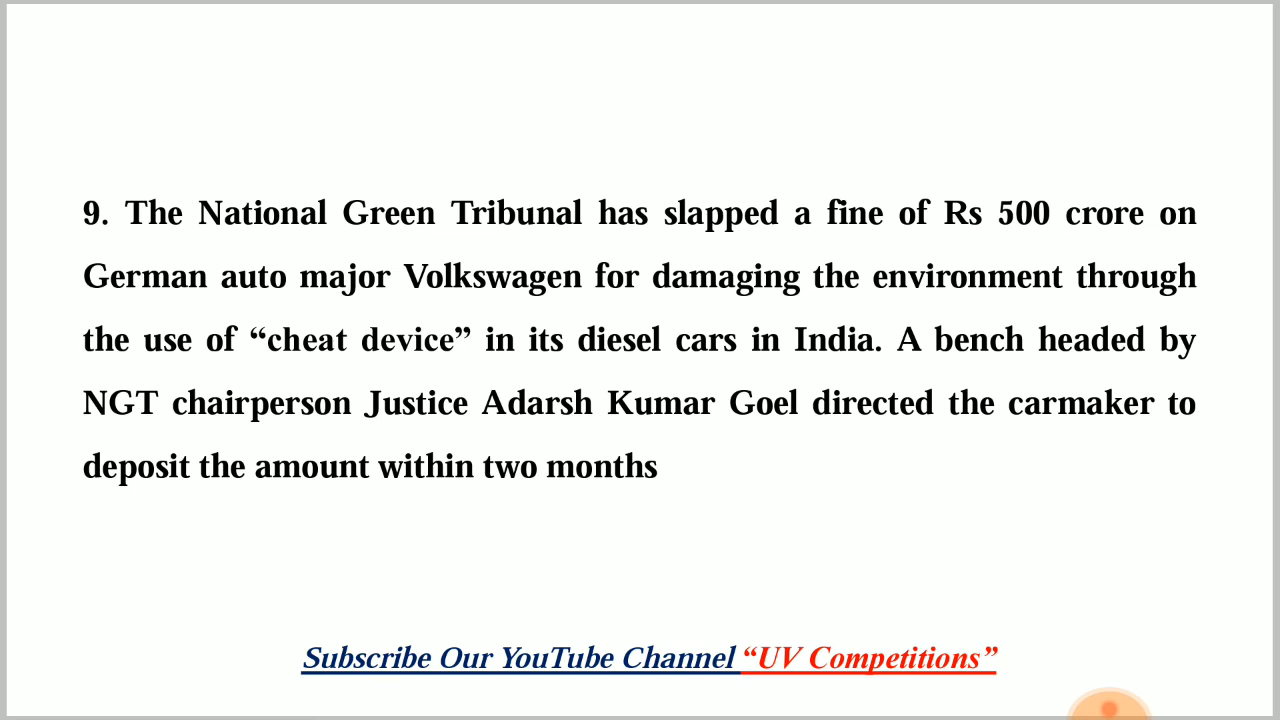 9. The National Green Tribunal has slapped a fine of Rs 500 crore on
German auto major Volkswagen for damaging the environment through
the use of “cheat device” in its diesel cars in India. A bench headed by
NGT chairperson Justice Adarsh Kumar Goel directed the carmaker to
deposit the amount within two months
Subscribe Our YouTube Channel “UV Competitions”